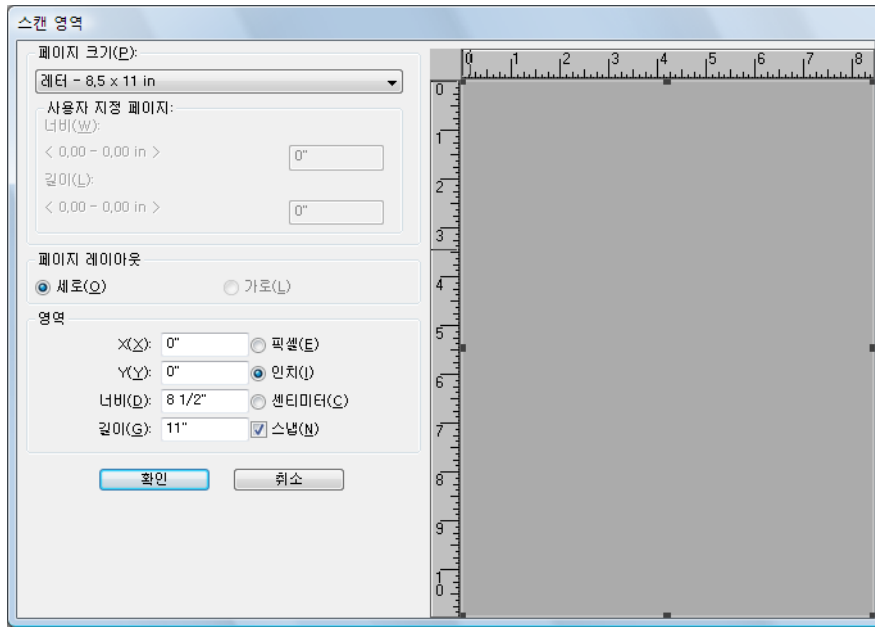 스캔 영역
페이지 크기(P):
레터 - 8,5 x 11 in
사용자 지정 페이지:
너비(W):
< 0,00 - 0,00 in >
0"
길이(L):
< 0,00 - 0,00 in >
0"
페이지 레이아웃
세로(O) 가로(L)
영역
X(X): 0" 픽셀(E)
Y(Y): 0" 인치(I)
너비(D): 8 1/2" 센티미터(C)
길이(G): 11" 스냅(N)
확인 취소
0 1 2 3 4 5 6 7 8
0
1
2
3
4
5
6
7
8
9
10